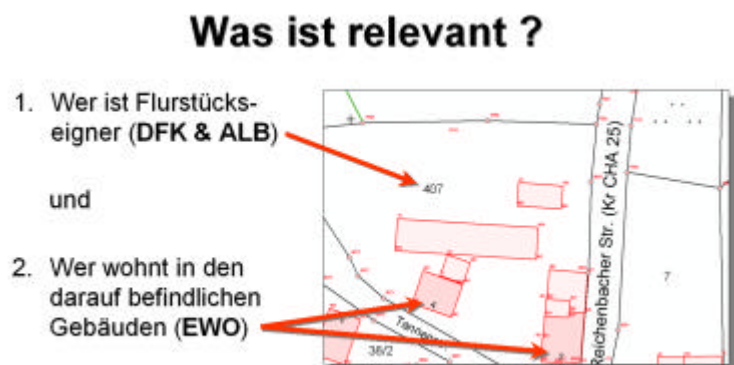 Was ist relevant ?
1. Wer ist Flurstücks-
eigner (DFK & ALB)
und
2. Wer wohnt in den
darauf befindlichen
Gebäuden (EWO)
407
Reichenbacher Str. (Kr CHA 25)
7
4
38/2